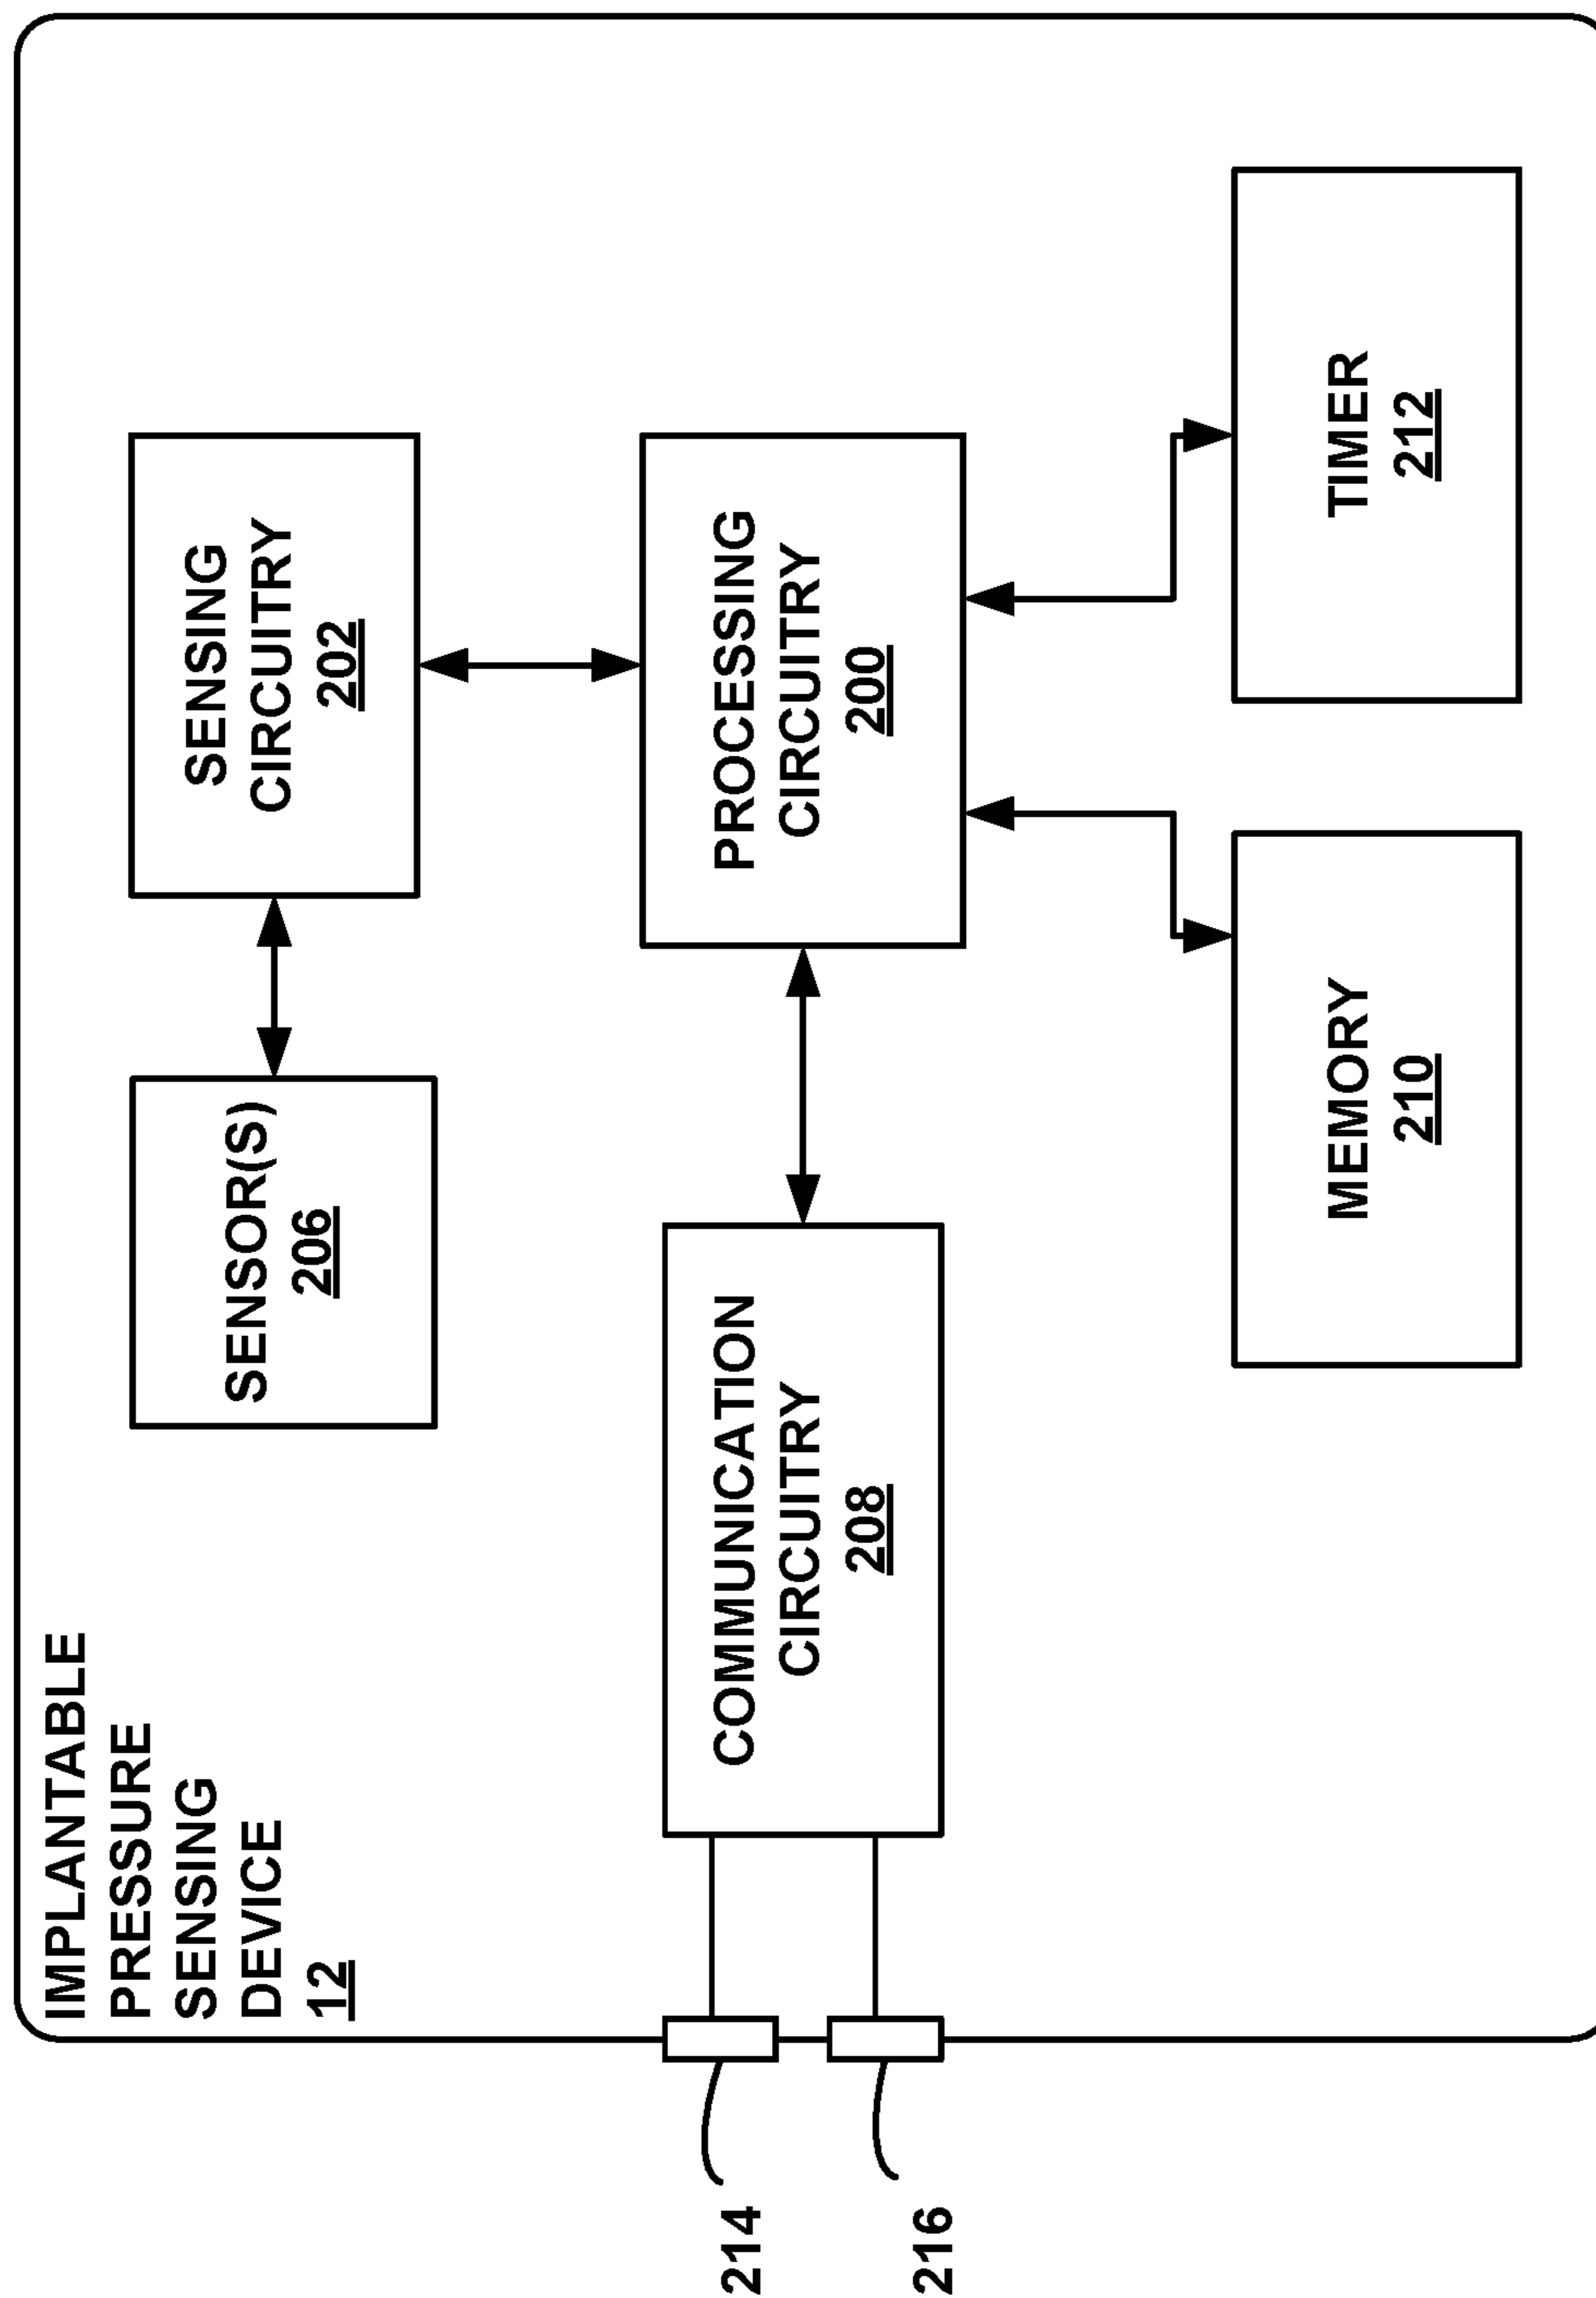 IMPLANTABLE
PRESSURE
SENSING
DEVICE
12
SENSOR(S)
206
SENSING
CIRCUITRY
202
COMMUNICATION
CIRCUITRY
208
PROCESSING
CIRCUITRY
200
214
216
MEMORY
210
TIMER
212